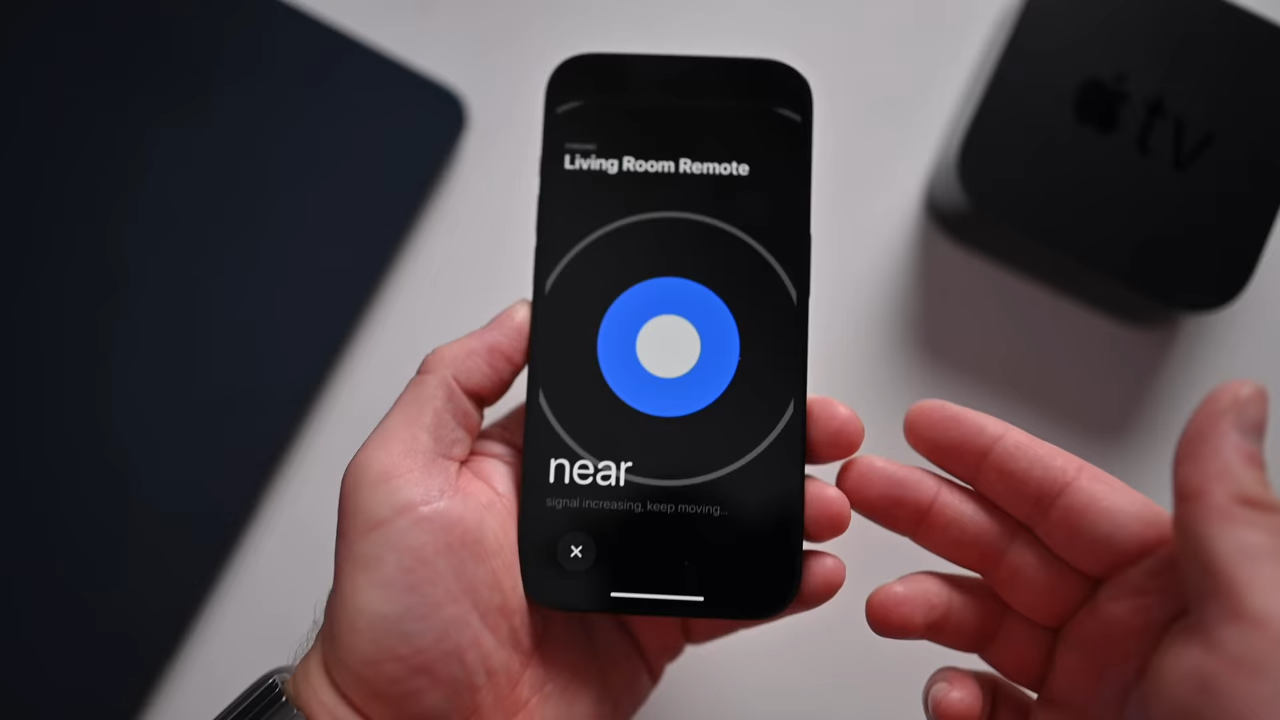 Living Room Remote
near
signal increasing, keep moving...
tv